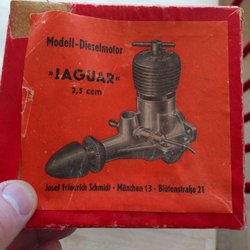 Modell-Dieselmotor
»JAGUAR«
2,5 ccm
Josef Friedrich Schmidt · München 13 · Blütenstraße 21